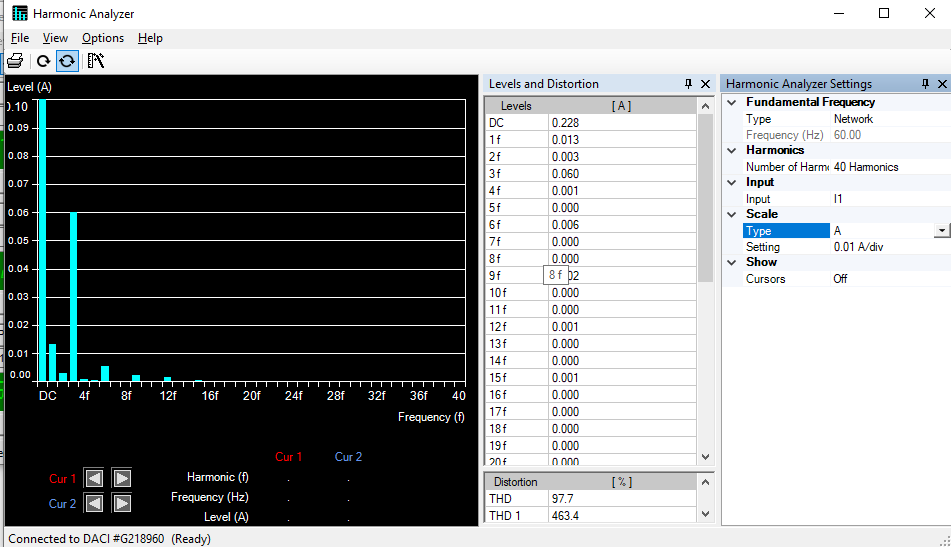 Harmonic Analyzer
File View Options Help
Level (A)
0.10
0.09
0.08
0.07
0.06
0.05
0.04
0.03
0.02
0.01
0.00
DC 4f 8f 12f 16f 20f 24f 28f 32f 36f 40
Frequency (f)
Cur 1 Cur 2
Cur 1 Harmonic (f) . .
Frequency (Hz) . .
Cur 2
Level (A) . .
Levels and Distortion
Levels [ A ]
DC 0.228
1 f 0.013
2 f 0.003
3 f 0.060
4 f 0.001
5 f 0.000
6 f 0.006
7 f 0.000
8 f 0.000
9 f 8 f 02
10 f 0.000
11 f 0.000
12 f 0.001
13 f 0.000
14 f 0.000
15 f 0.001
16 f 0.000
17 f 0.000
18 f 0.000
19 f 0.000
20 f 0.000
Distortion [ % ]
THD 97.7
THD 1 463.4
Harmonic Analyzer Settings
Fundamental Frequency
Type Network
Frequency (Hz) 60.00
Harmonics
Number of Harmo 40 Harmonics
Input
Input I1
Scale
Type A
Setting 0.01 A/div
Show
Cursors Off
Connected to DACI #G218960 (Ready)